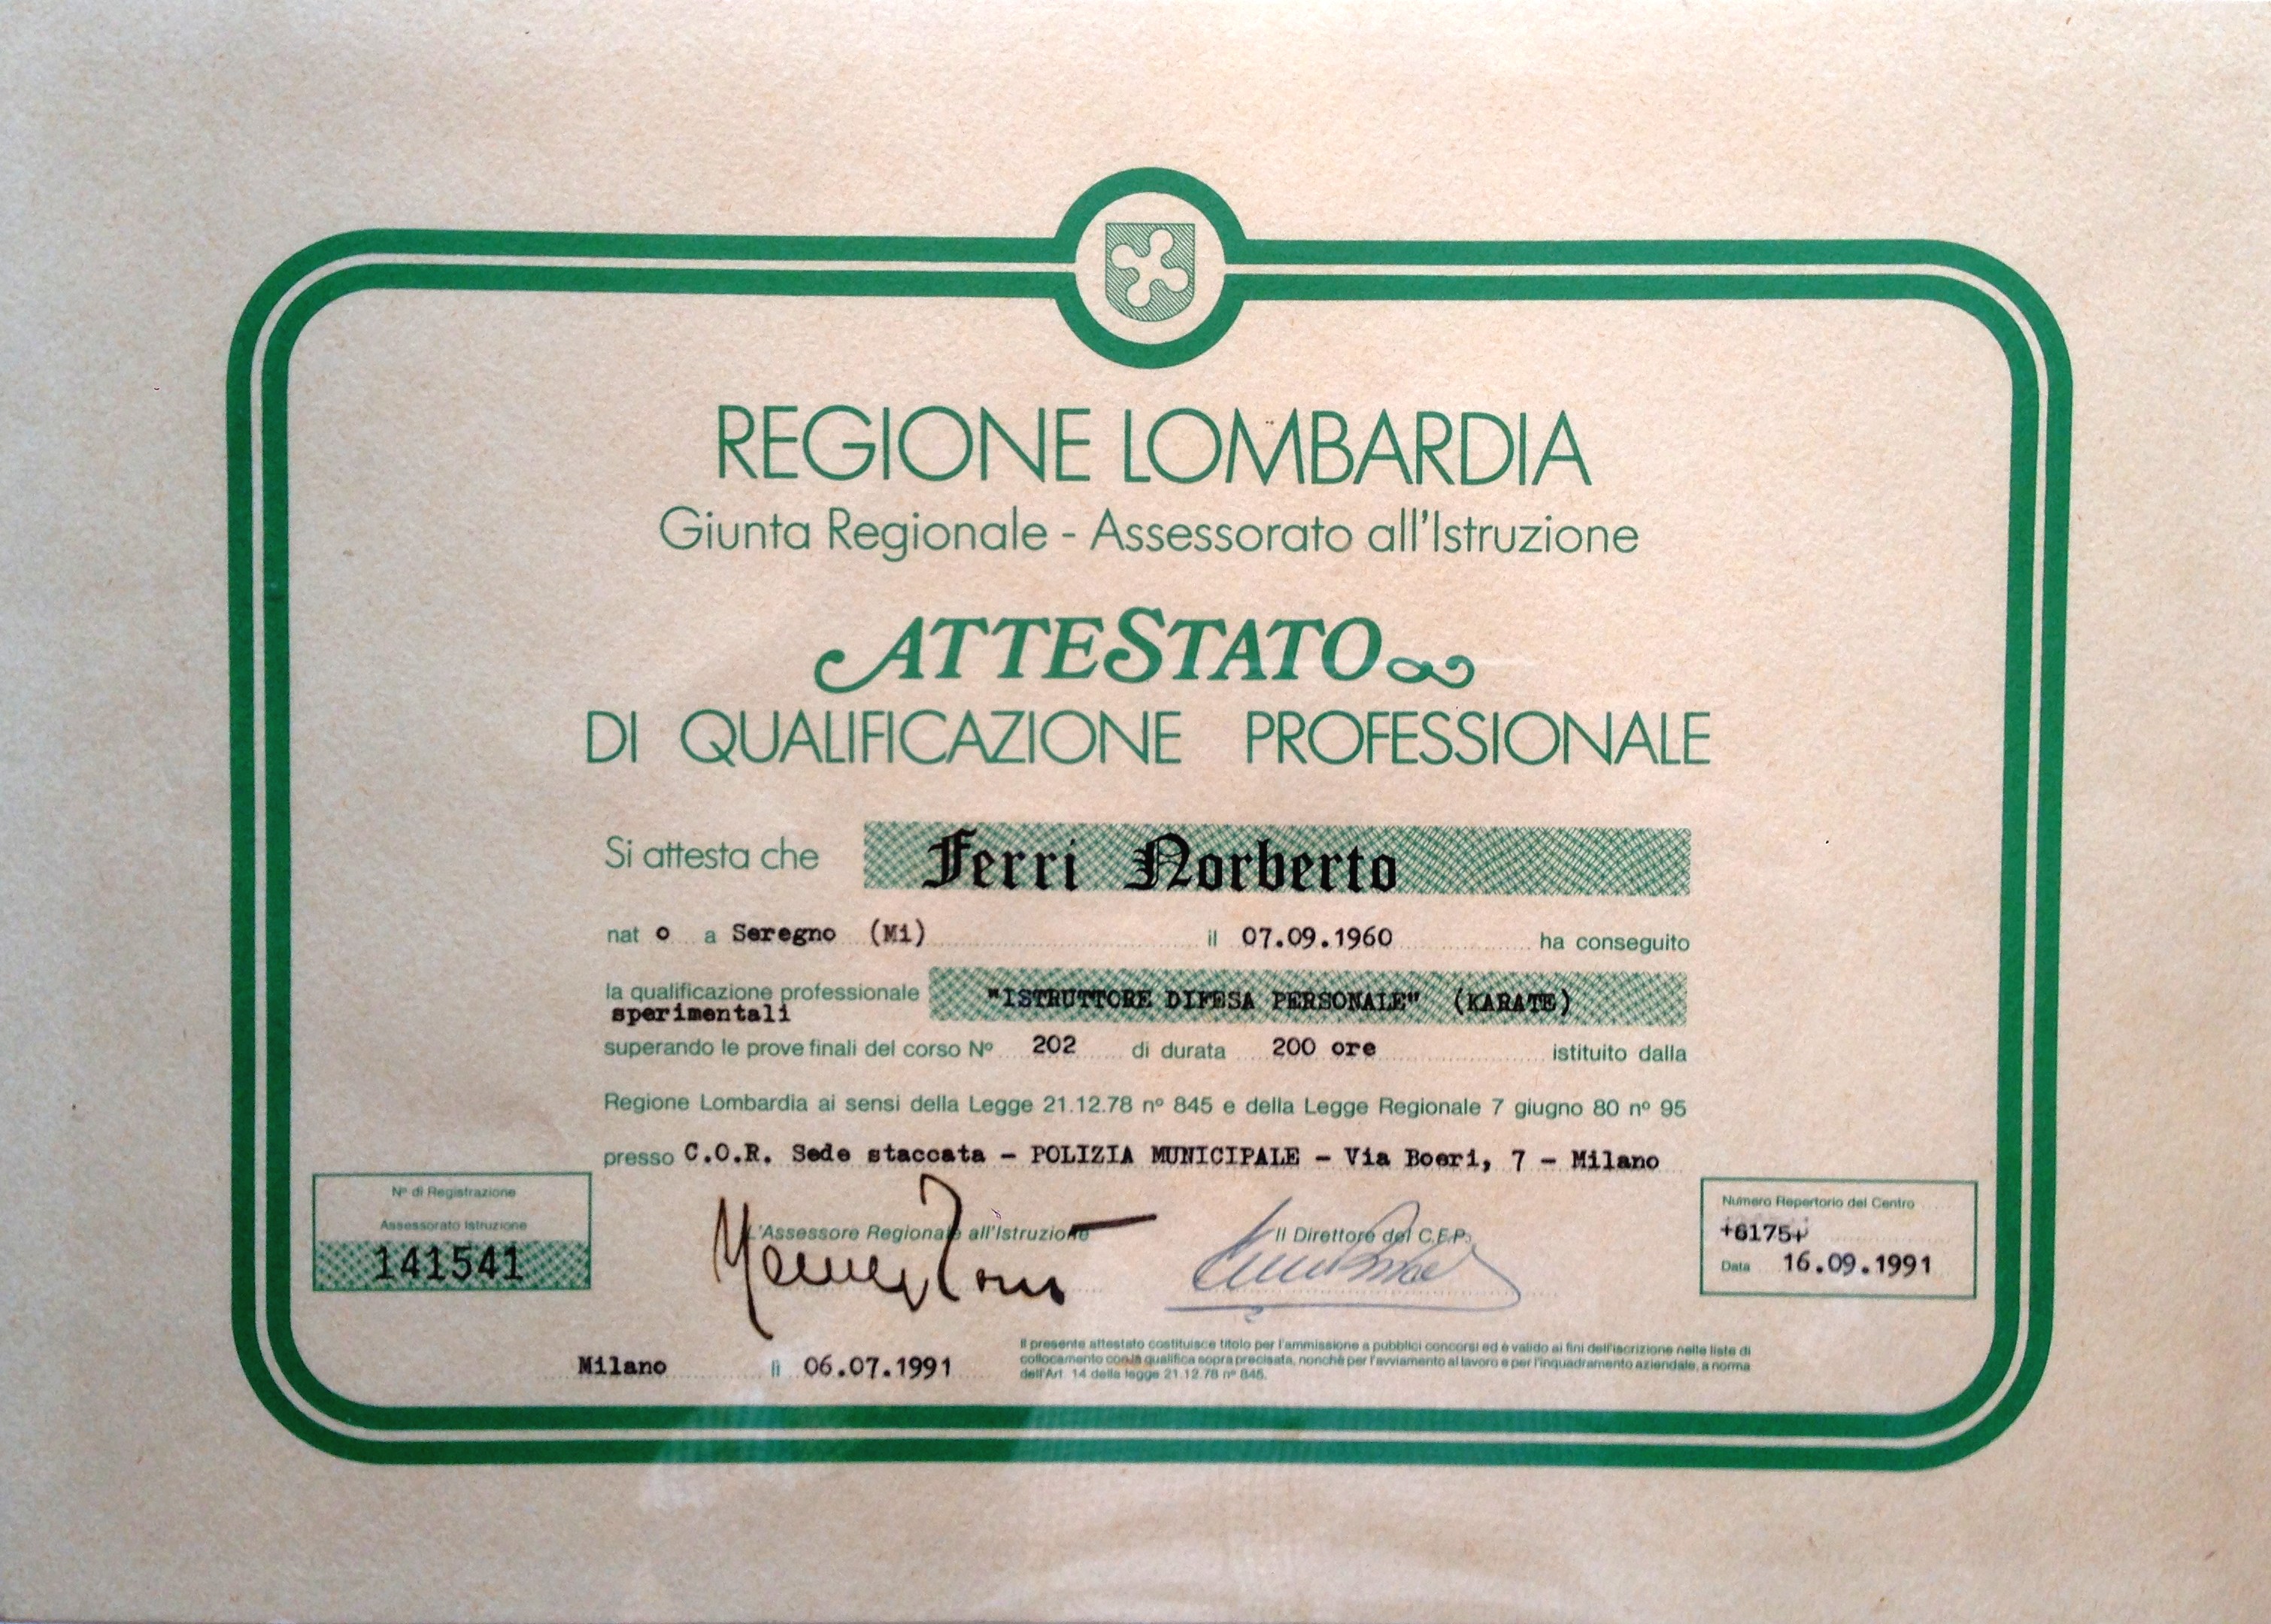 REGIONE LOMBARDIA
Giunta Regionale - Assessorato all'Istruzione
ATTESTATO
DI QUALIFICAZIONE PROFESSIONALE
Si attesta che Ferri Norberto
nat o a Seregno (Mi) il 07.09.1960 ha conseguito
la qualificazione professionale "ISTRUTTORE DIFESA PERSONALE" (KARATE)
sperimentali
superando le prove finali del corso Nº 202 di durata 200 ore istituito dalla
Regione Lombardia ai sensi della Legge 21.12.78 nº 845 e della Legge Regionale 7 giugno 80 nº 95
presso C.O.R. Sede staccata - POLIZIA MUNICIPALE - Via Boeri, 7 - Milano
Nº di Registrazione
Assessorato Istruzione
141541
L'Assessore Regionale all'Istruzione
Il Direttore del C.F.P.
Numero Repertorio del Centro
+6175+
Data 16.09.1991
Milano lì 06.07.1991
Il presente attestato costituisce titolo per l'ammissione a pubblici concorsi ed è valido ai fini dell'iscrizione nelle liste di
collocamento con la qualifica sopra precisata, nonchè per l'avviamento al lavoro e per l'inquadramento aziendale, a norma
dell'Art. 14 della legge 21.12.78 nº 845.